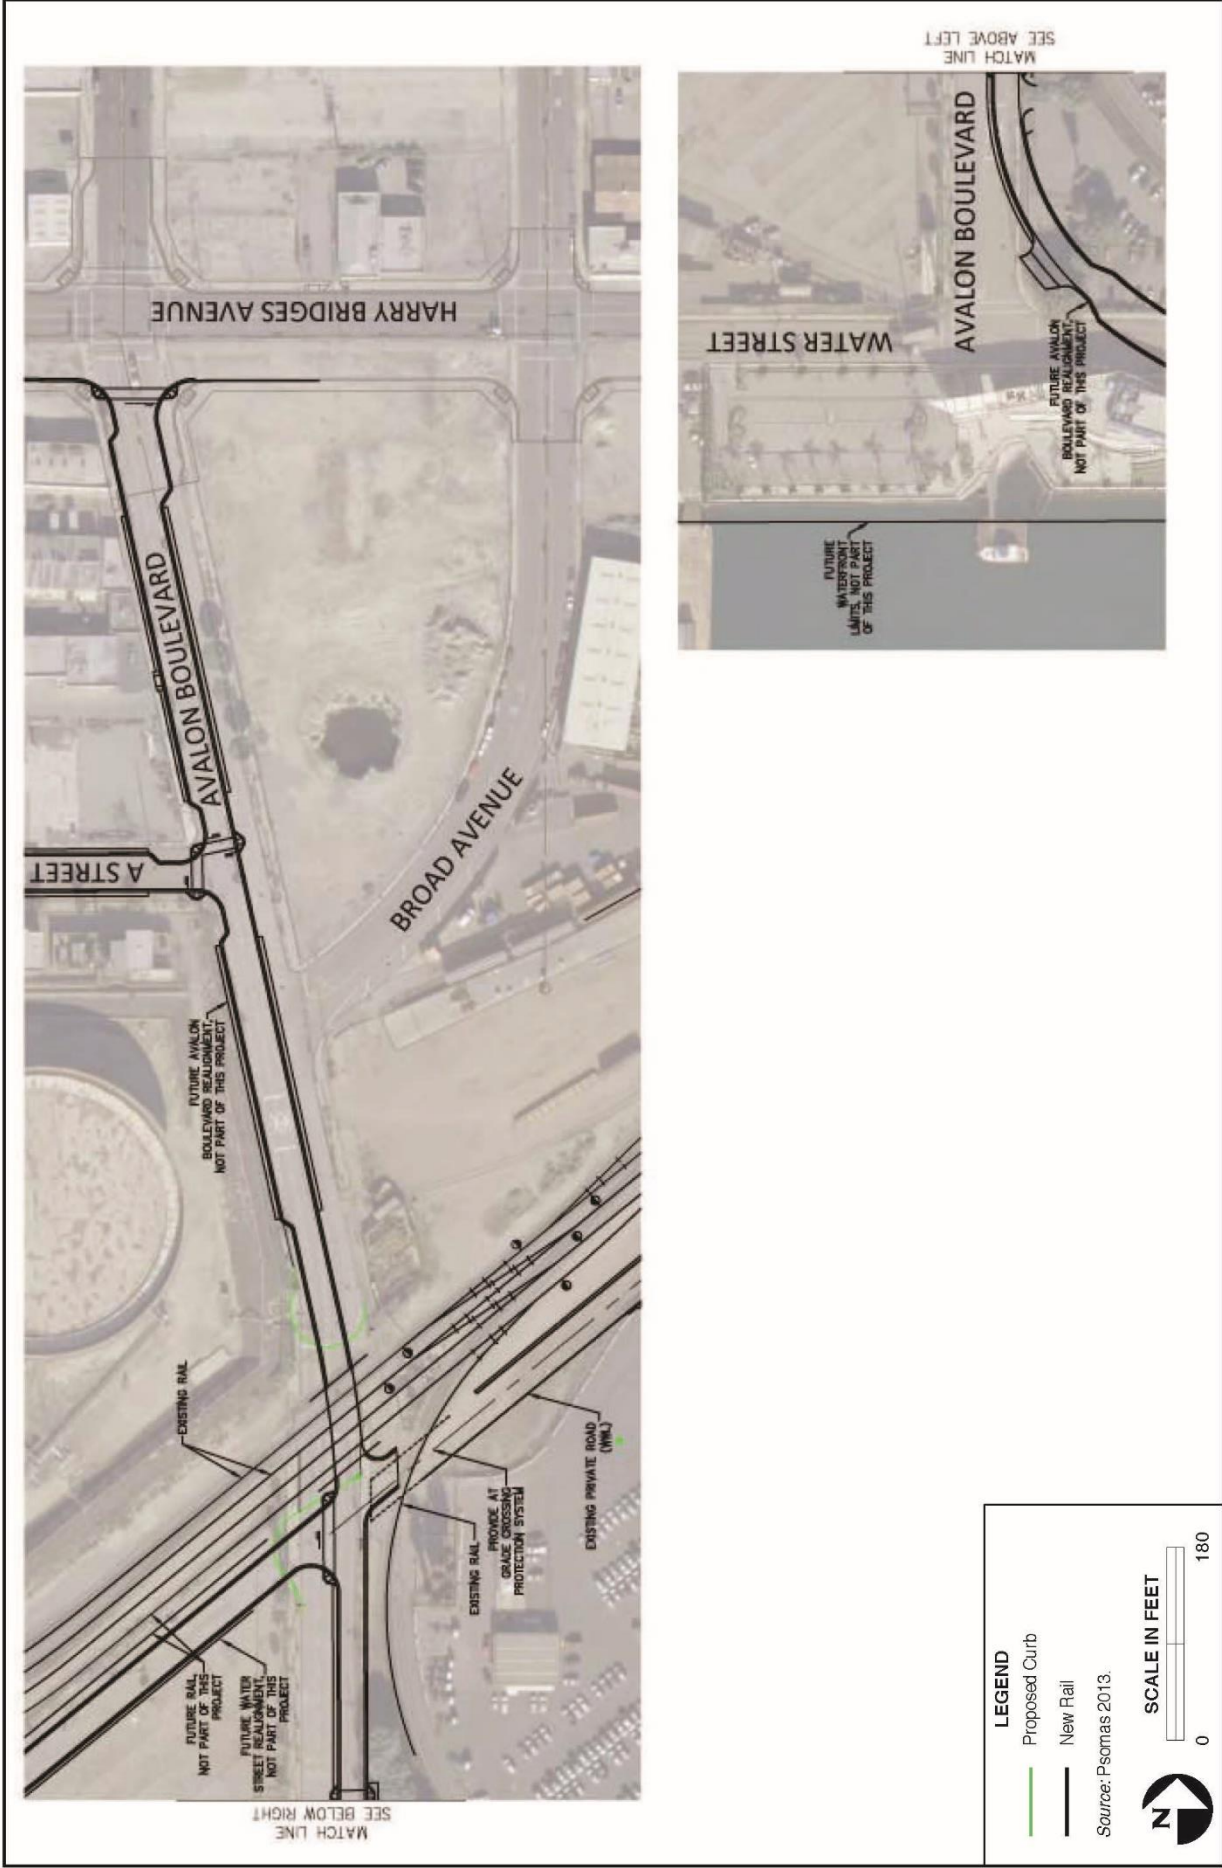 MATCH LINE
SEE ABOVE LEFT
HARRY BRIDGES AVENUE
AVALON BOULEVARD
WATER STREET
AVALON BOULEVARD
FUTURE AVALON
BOULEVARD REALIGNMENT,
NOT PART OF THIS PROJECT
FUTURE
WATERFRONT
LIMITS, NOT PART
OF THIS PROJECT
A STREET
BROAD AVENUE
FUTURE AVALON
BOULEVARD REALIGNMENT,
NOT PART OF THIS PROJECT
EXISTING RAIL
EXISTING PRIVATE ROAD
(WWL)
PROVIDE AT
GRADE CROSSING
PROTECTION SYSTEM
EXISTING RAIL
FUTURE RAIL,
NOT PART OF THIS
PROJECT
FUTURE WATER
STREET REALIGNMENT,
NOT PART OF THIS
PROJECT
MATCH LINE
SEE BELOW RIGHT
LEGEND
Proposed Curb
New Rail
Source: Psomas 2013.
SCALE IN FEET
0 180
N